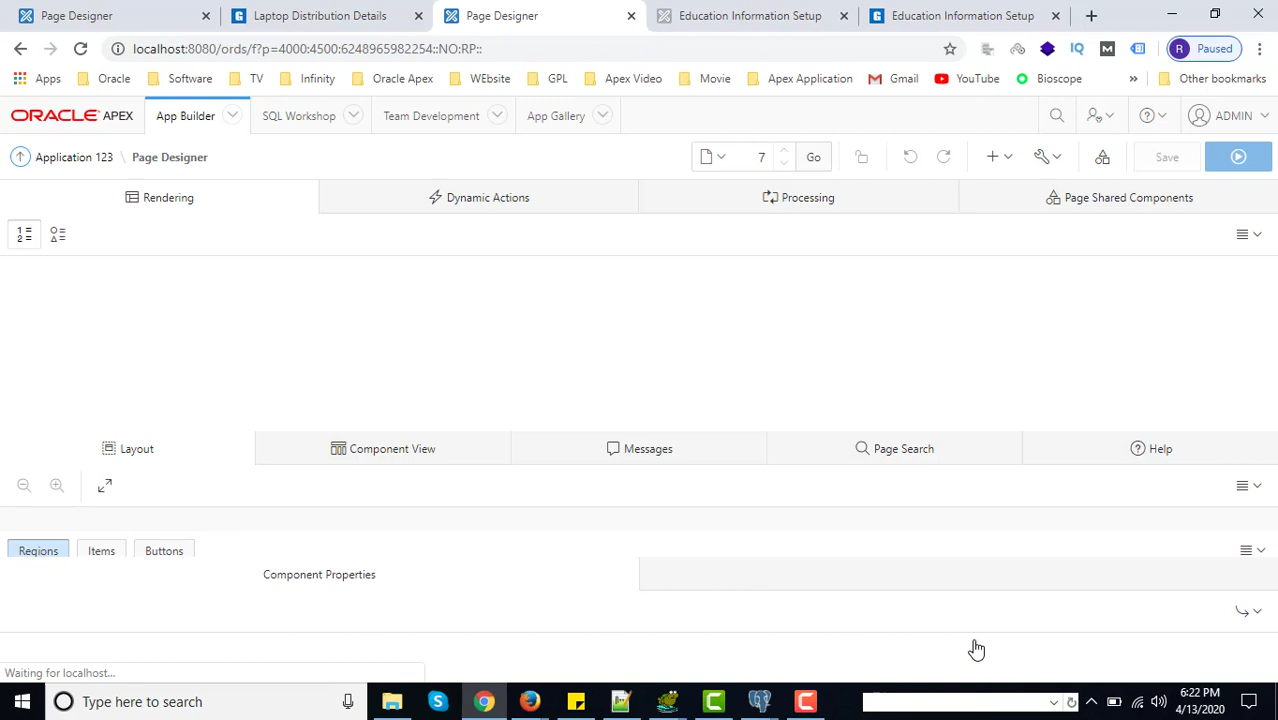 Page Designer
Laptop Distribution Details
Page Designer
Education Information Setup
Education Information Setup
localhost:8080/ords/f?p=4000:4500:6248965982254::NO:RP::
R Paused
Apps Oracle Software TV Infinity Oracle Apex WEbsite GPL Apex Video Movie Apex Application Gmail YouTube Bioscope » Other bookmarks
ORACLE APEX App Builder SQL Workshop Team Development App Gallery ADMIN
Application 123 Page Designer 7 Go Save
Rendering Dynamic Actions Processing Page Shared Components
Layout Component View Messages Page Search Help
Regions Items Buttons
Component Properties
Waiting for localhost...
Type here to search
6:22 PM
4/13/2020